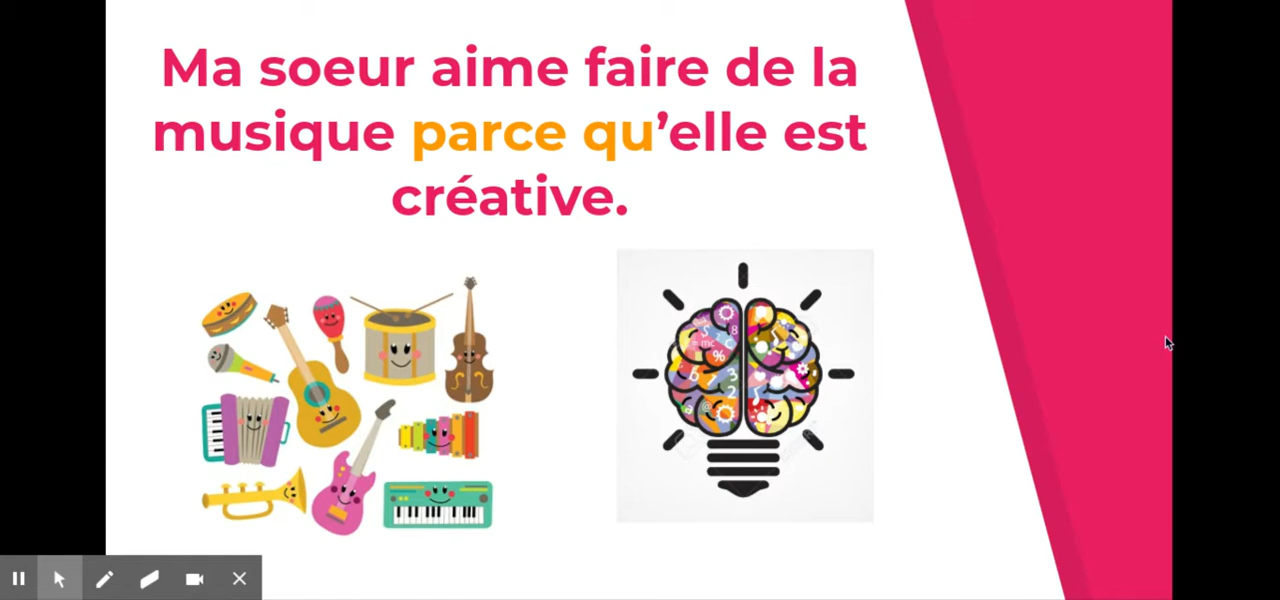 Ma soeur aime faire de la
musique parce qu’elle est
créative.